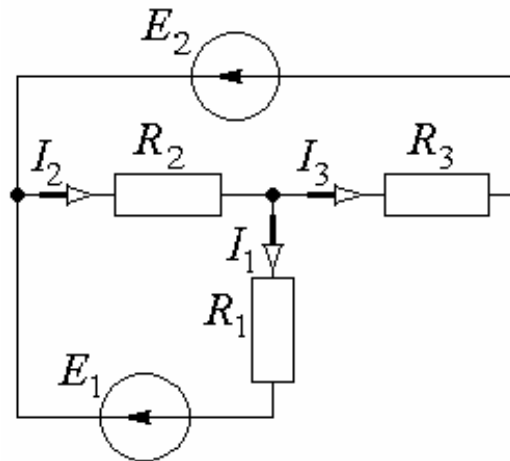 E₂
I₂ R₂ I₃ R₃
I₁
R₁
E₁